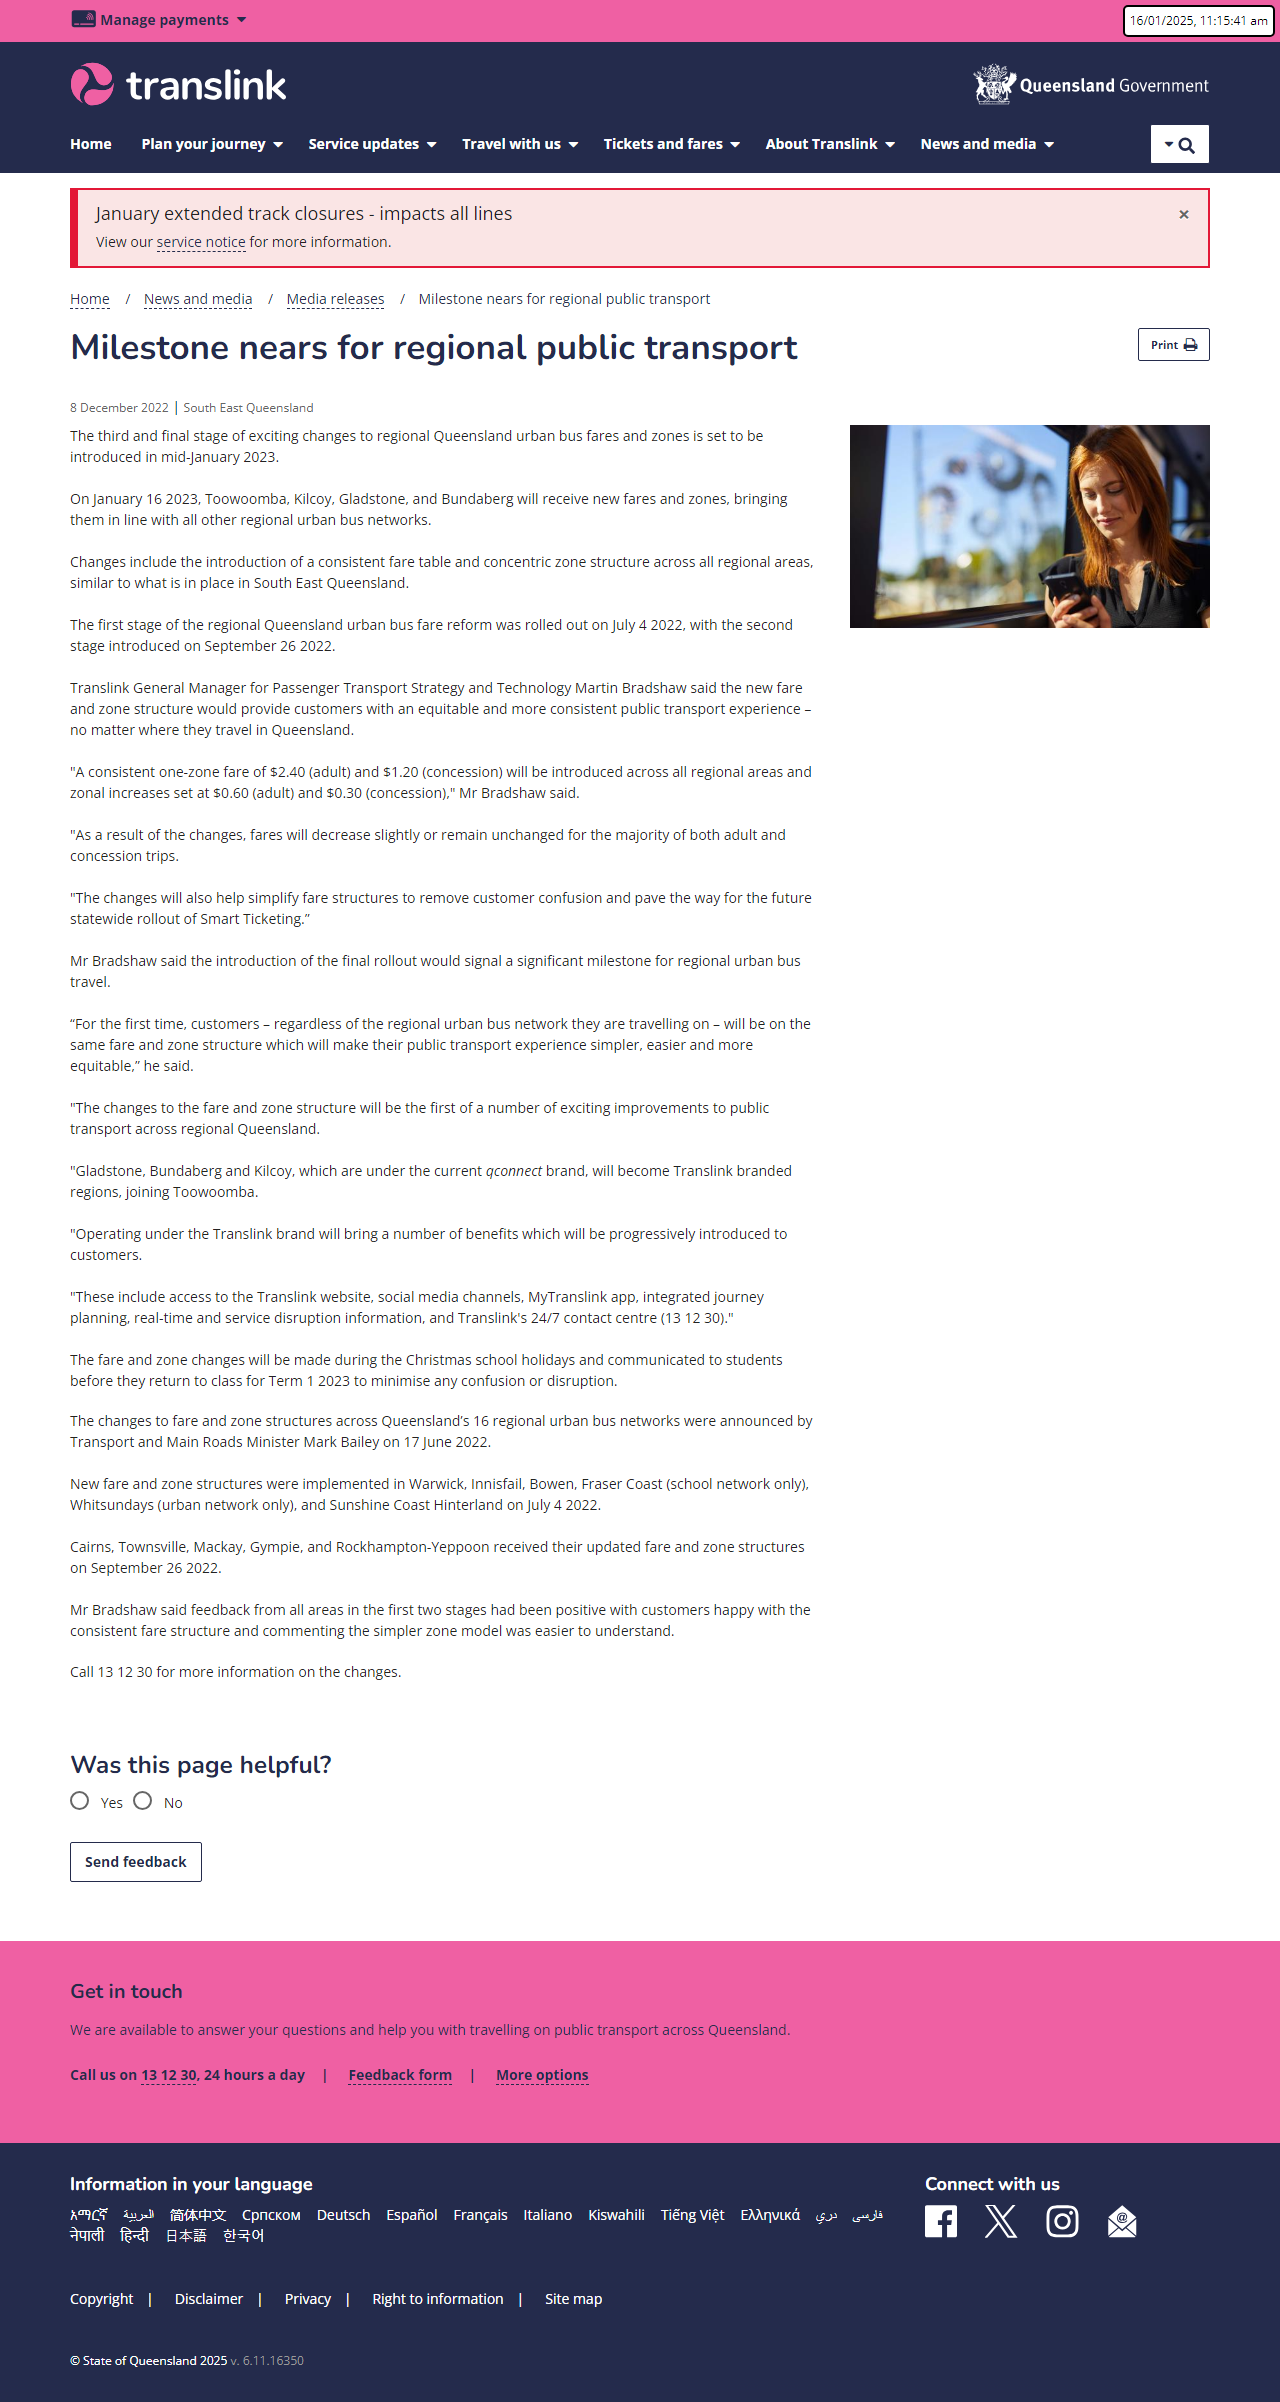 Manage payments
16/01/2025, 11:15:41 am
translink
Queensland Government
Home Plan your journey Service updates Travel with us Tickets and fares About Translink News and media
January extended track closures - impacts all lines
×
View our service notice for more information.
Home / News and media / Media releases / Milestone nears for regional public transport
Milestone nears for regional public transport
Print
8 December 2022 | South East Queensland
The third and final stage of exciting changes to regional Queensland urban bus fares and zones is set to be
introduced in mid-January 2023.
On January 16 2023, Toowoomba, Kilcoy, Gladstone, and Bundaberg will receive new fares and zones, bringing
them in line with all other regional urban bus networks.
Changes include the introduction of a consistent fare table and concentric zone structure across all regional areas,
similar to what is in place in South East Queensland.
The first stage of the regional Queensland urban bus fare reform was rolled out on July 4 2022, with the second
stage introduced on September 26 2022.
Translink General Manager for Passenger Transport Strategy and Technology Martin Bradshaw said the new fare
and zone structure would provide customers with an equitable and more consistent public transport experience –
no matter where they travel in Queensland.
"A consistent one-zone fare of $2.40 (adult) and $1.20 (concession) will be introduced across all regional areas and
zonal increases set at $0.60 (adult) and $0.30 (concession)," Mr Bradshaw said.
"As a result of the changes, fares will decrease slightly or remain unchanged for the majority of both adult and
concession trips.
"The changes will also help simplify fare structures to remove customer confusion and pave the way for the future
statewide rollout of Smart Ticketing.”
Mr Bradshaw said the introduction of the final rollout would signal a significant milestone for regional urban bus
travel.
“For the first time, customers – regardless of the regional urban bus network they are travelling on – will be on the
same fare and zone structure which will make their public transport experience simpler, easier and more
equitable,” he said.
"The changes to the fare and zone structure will be the first of a number of exciting improvements to public
transport across regional Queensland.
"Gladstone, Bundaberg and Kilcoy, which are under the current qconnect brand, will become Translink branded
regions, joining Toowoomba.
"Operating under the Translink brand will bring a number of benefits which will be progressively introduced to
customers.
"These include access to the Translink website, social media channels, MyTranslink app, integrated journey
planning, real-time and service disruption information, and Translink's 24/7 contact centre (13 12 30)."
The fare and zone changes will be made during the Christmas school holidays and communicated to students
before they return to class for Term 1 2023 to minimise any confusion or disruption.
The changes to fare and zone structures across Queensland’s 16 regional urban bus networks were announced by
Transport and Main Roads Minister Mark Bailey on 17 June 2022.
New fare and zone structures were implemented in Warwick, Innisfail, Bowen, Fraser Coast (school network only),
Whitsundays (urban network only), and Sunshine Coast Hinterland on July 4 2022.
Cairns, Townsville, Mackay, Gympie, and Rockhampton-Yeppoon received their updated fare and zone structures
on September 26 2022.
Mr Bradshaw said feedback from all areas in the first two stages had been positive with customers happy with the
consistent fare structure and commenting the simpler zone model was easier to understand.
Call 13 12 30 for more information on the changes.
Was this page helpful?
Yes No
Send feedback
Get in touch
We are available to answer your questions and help you with travelling on public transport across Queensland.
Call us on 13 12 30, 24 hours a day | Feedback form | More options
Information in your language
አማርኛ العربية 简体中文 Српском Deutsch Español Français Italiano Kiswahili Tiếng Việt Ελληνικά دري فارسی
नेपाली हिन्दी 日本語 한국어
Connect with us
Copyright | Disclaimer | Privacy | Right to information | Site map
© State of Queensland 2025 v. 6.11.16350